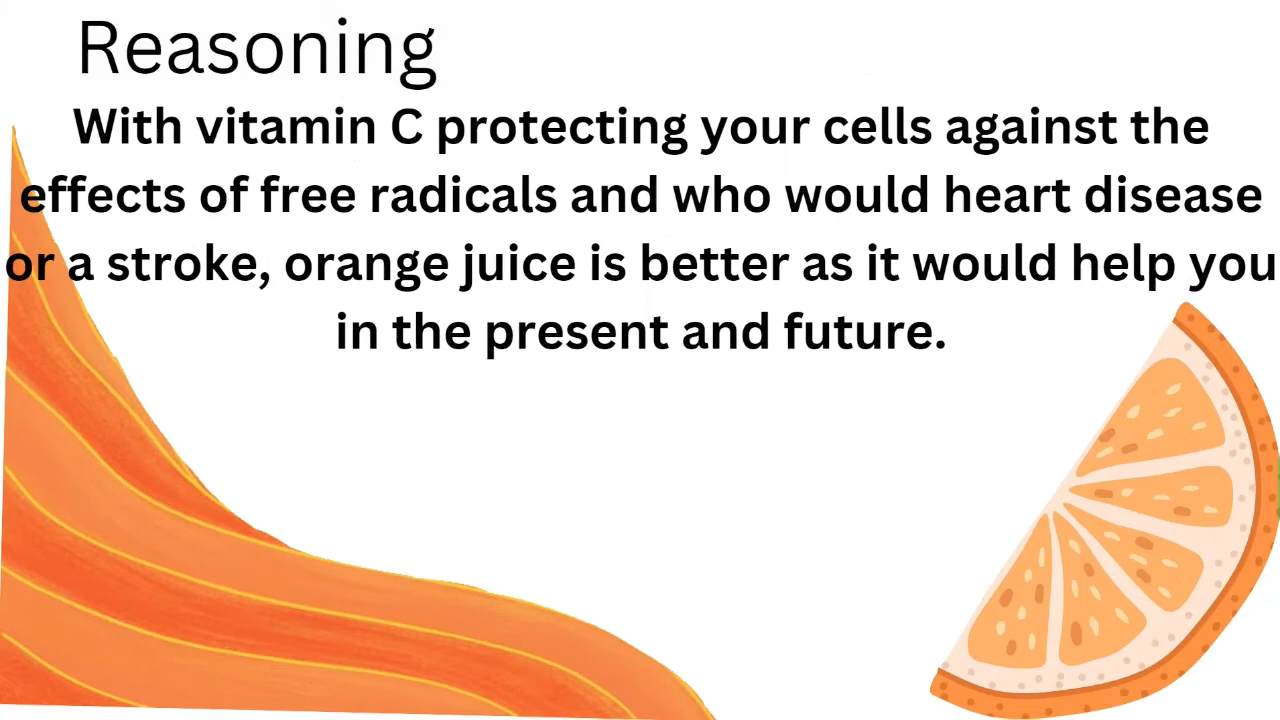 Reasoning
With vitamin C protecting your cells against the
effects of free radicals and who would heart disease
or a stroke, orange juice is better as it would help you
in the present and future.